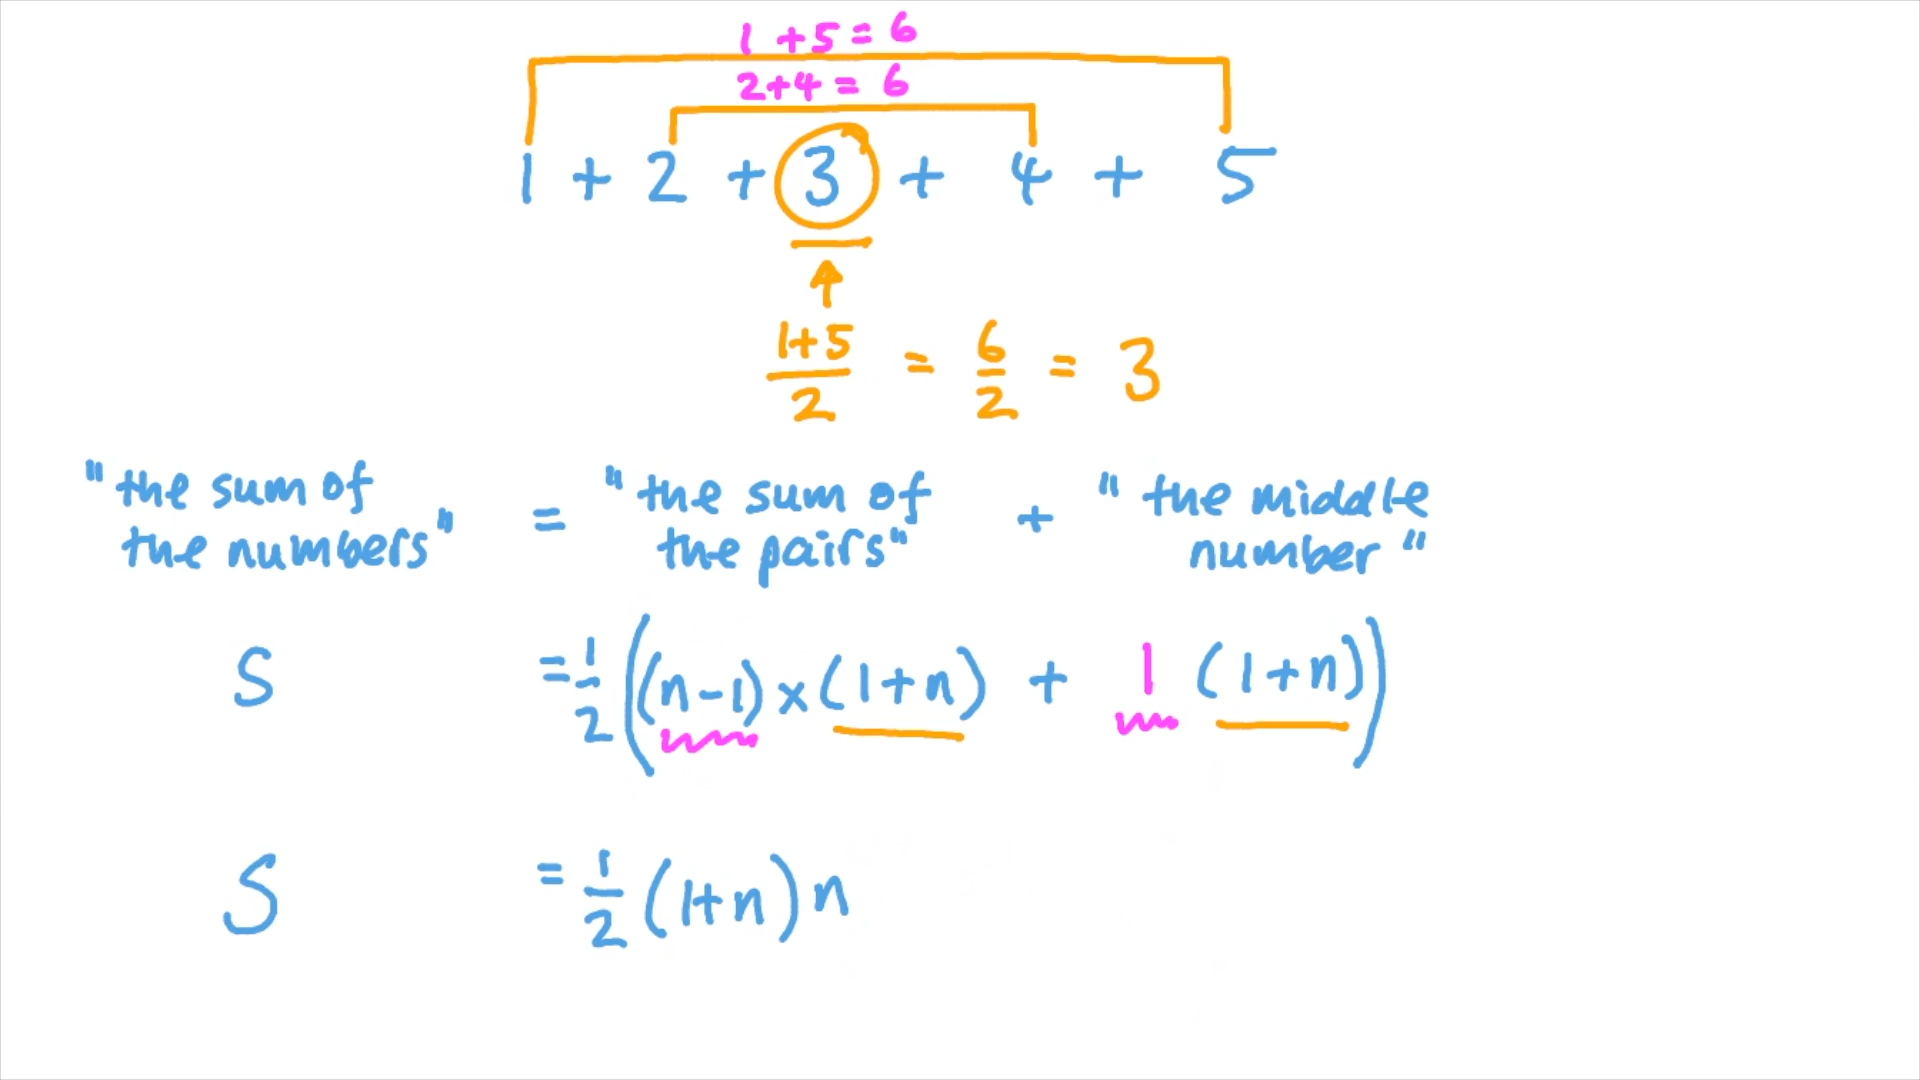 1 + 5 = 6
2 + 4 = 6
1 + 2 + 3 + 4 + 5
1+5/2 = 6/2 = 3
"the sum of the numbers" = "the sum of the pairs" + "the middle number"
S = 1/2 ((n-1) × (1+n) + 1 (1+n))
S = 1/2 (1+n) n